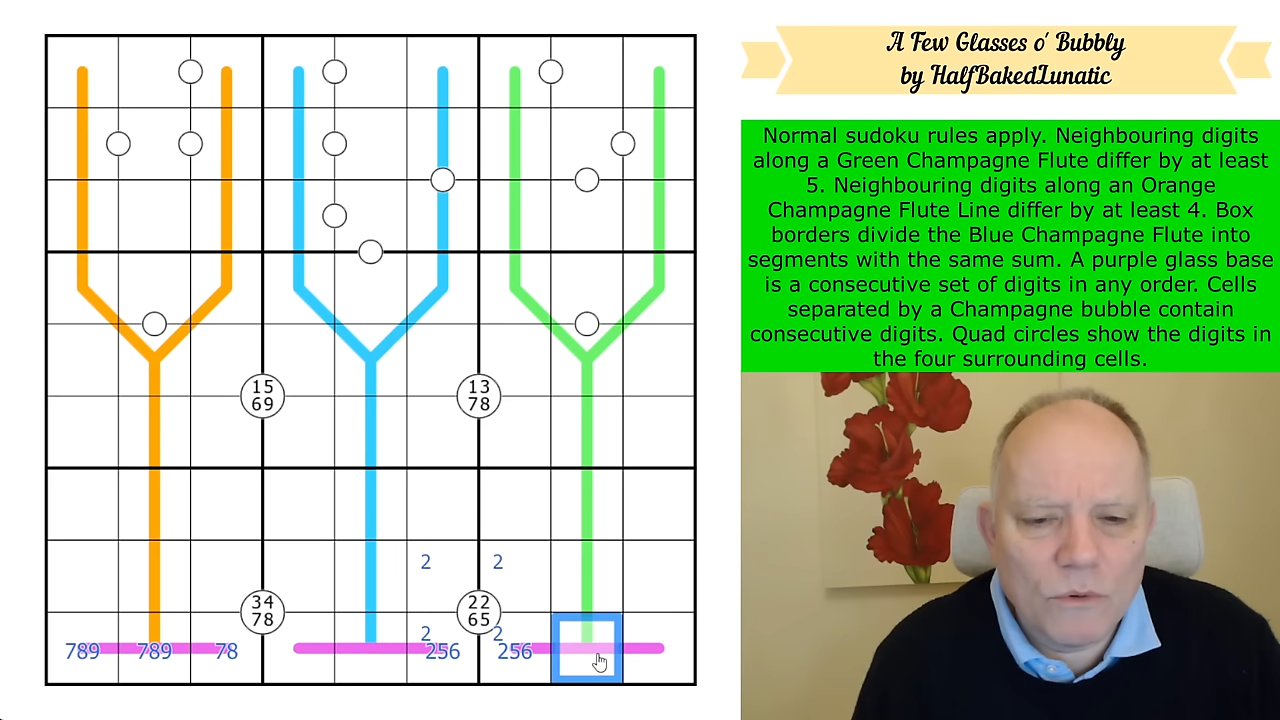 A Few Glasses o' Bubbly
by HalfBakedLunatic
Normal sudoku rules apply. Neighbouring digits
along a Green Champagne Flute differ by at least
5. Neighbouring digits along an Orange
Champagne Flute Line differ by at least 4. Box
borders divide the Blue Champagne Flute into
segments with the same sum. A purple glass base
is a consecutive set of digits in any order. Cells
separated by a Champagne bubble contain
consecutive digits. Quad circles show the digits in
the four surrounding cells.
15
69
13
78
2
2
34
78
22
65
2
2
789
789
78
256
256